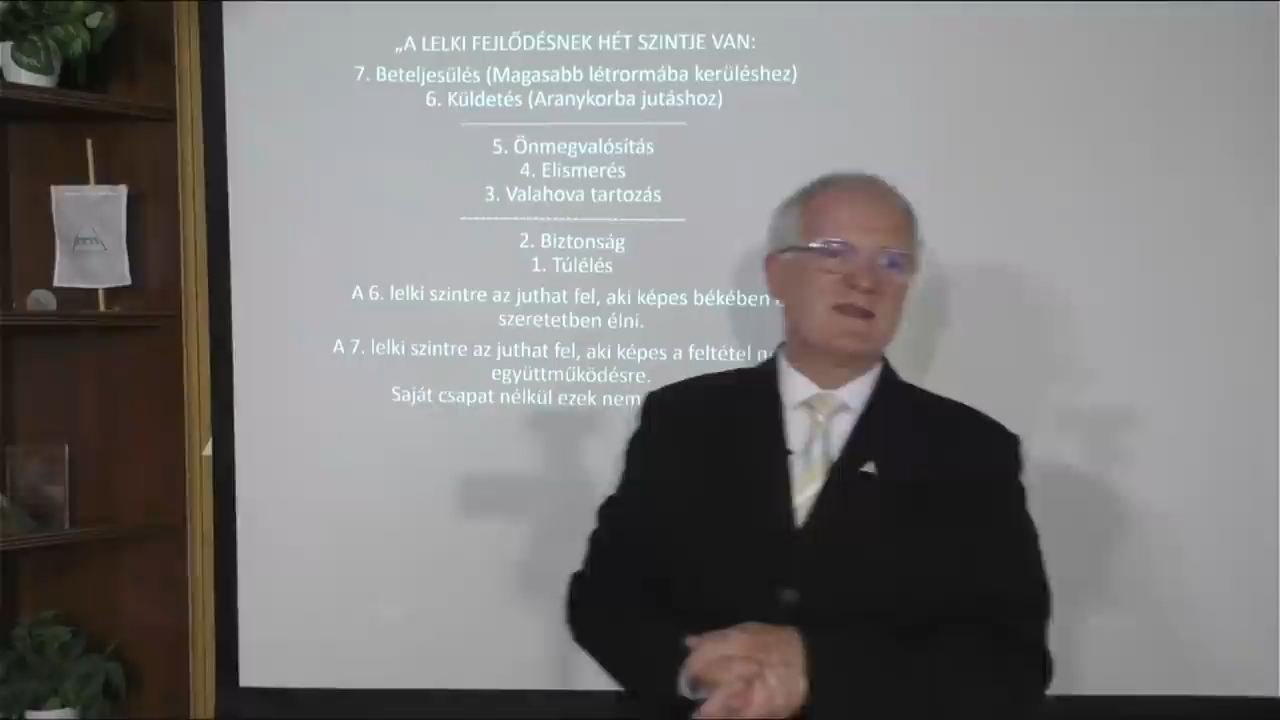 „A LELKI FEJLŐDÉSNEK HÉT SZINTJE VAN:
7. Beteljesülés (Magasabb létrormába kerüléshez)
6. Küldetés (Aranykorba jutáshoz)
5. Önmegvalósítás
4. Elismerés
3. Valahova tartozás
2. Biztonság
1. Túlélés
A 6. lelki szintre az juthat fel, aki képes békében
szeretetben élni.
A 7. lelki szintre az juthat fel, aki képes a feltétel
együttműködésre.
Saját csapat nélkül ezek nem